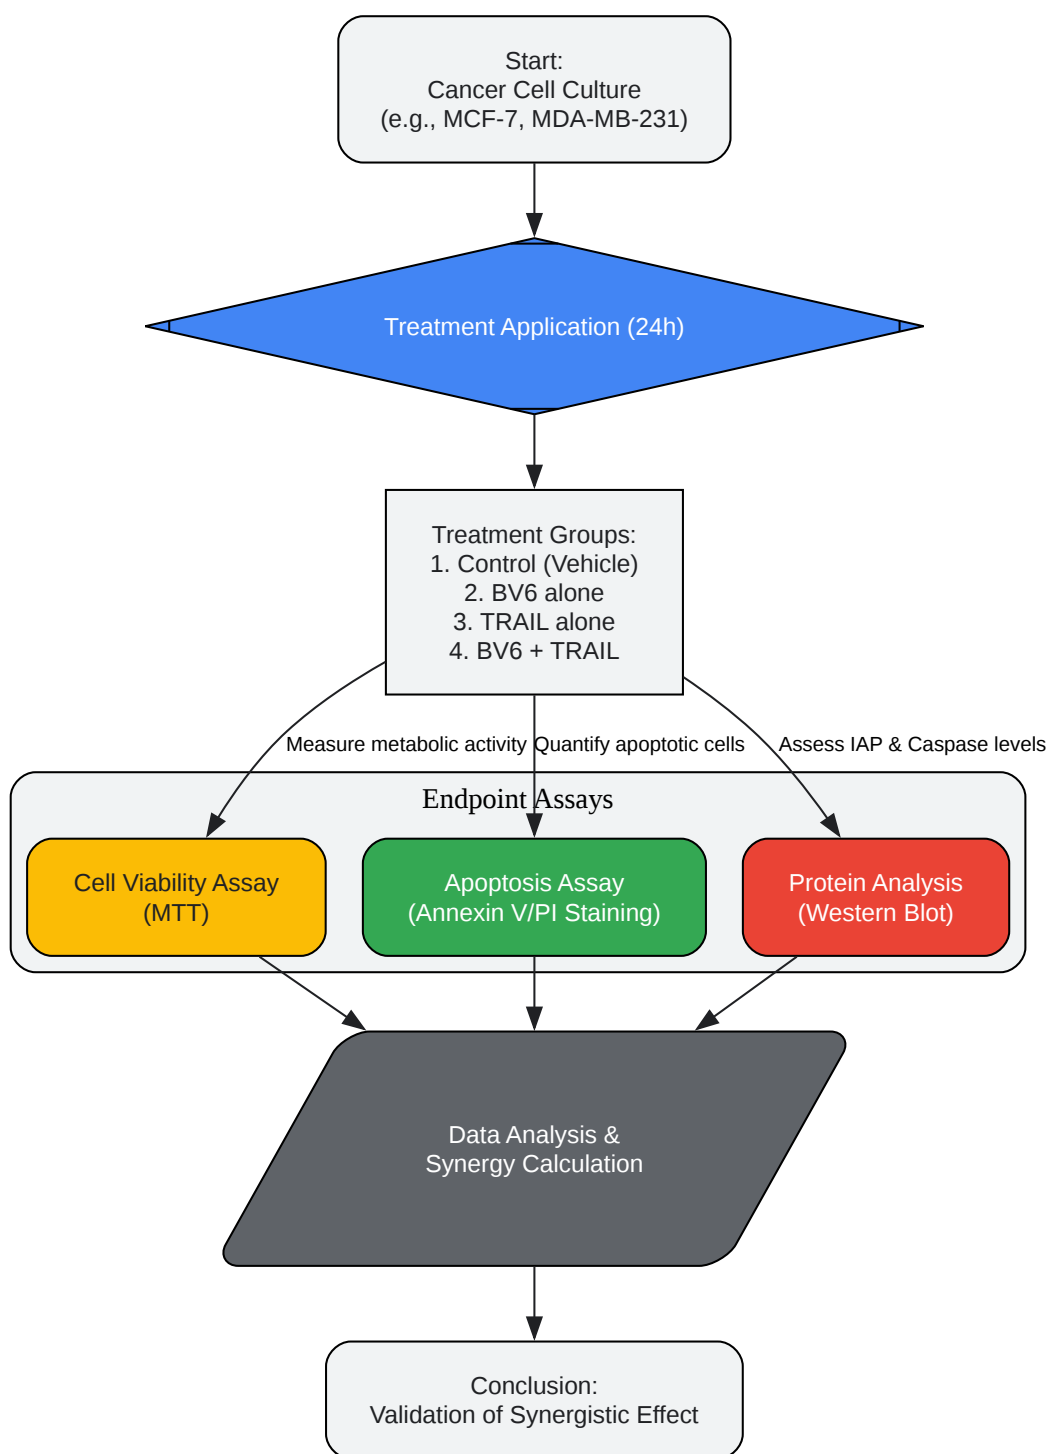 Start:
Cancer Cell Culture
(e.g., MCF-7, MDA-MB-231)
Treatment Application (24h)
Treatment Groups:
1. Control (Vehicle)
2. BV6 alone
3. TRAIL alone
4. BV6 + TRAIL
Measure metabolic activity
Quantify apoptotic cells
Assess IAP & Caspase levels
Endpoint Assays
Cell Viability Assay
(MTT)
Apoptosis Assay
(Annexin V/PI Staining)
Protein Analysis
(Western Blot)
Data Analysis &
Synergy Calculation
Conclusion:
Validation of Synergistic Effect